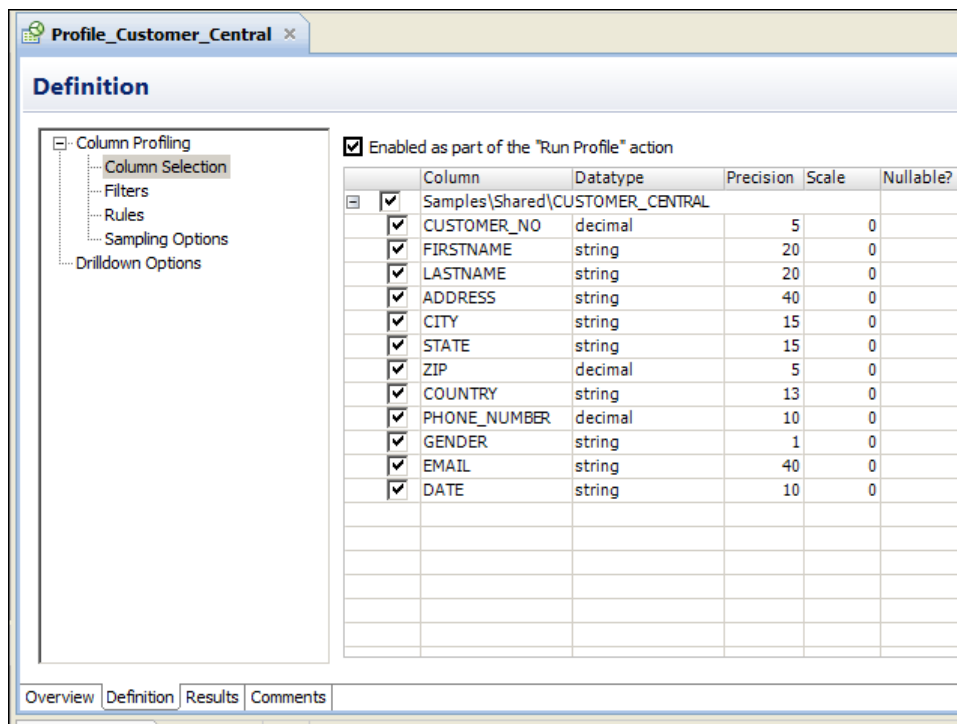 Profile_Customer_Central
Definition
Column Profiling
Column Selection
Filters
Rules
Sampling Options
Drilldown Options
Enabled as part of the "Run Profile" action
Column Datatype Precision Scale Nullable?
Samples\Shared\CUSTOMER_CENTRAL
CUSTOMER_NO decimal 5 0
FIRSTNAME string 20 0
LASTNAME string 20 0
ADDRESS string 40 0
CITY string 15 0
STATE string 15 0
ZIP decimal 5 0
COUNTRY string 13 0
PHONE_NUMBER decimal 10 0
GENDER string 1 0
EMAIL string 40 0
DATE string 10 0
Overview Definition Results Comments